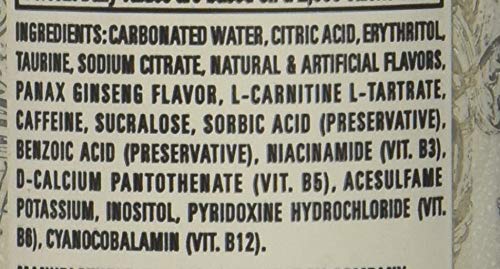 INGREDIENTS: CARBONATED WATER, CITRIC ACID, ERYTHRITOL,
TAURINE, SODIUM CITRATE, NATURAL & ARTIFICIAL FLAVORS,
PANAX GINSENG FLAVOR, L-CARNITINE L-TARTRATE,
CAFFEINE, SUCRALOSE, SORBIC ACID (PRESERVATIVE),
BENZOIC ACID (PRESERVATIVE), NIACINAMIDE (VIT. B3),
D-CALCIUM PANTOTHENATE (VIT. B5), ACESULFAME
POTASSIUM, INOSITOL, PYRIDOXINE HYDROCHLORIDE (VIT.
B6), CYANOCOBALAMIN (VIT. B12).